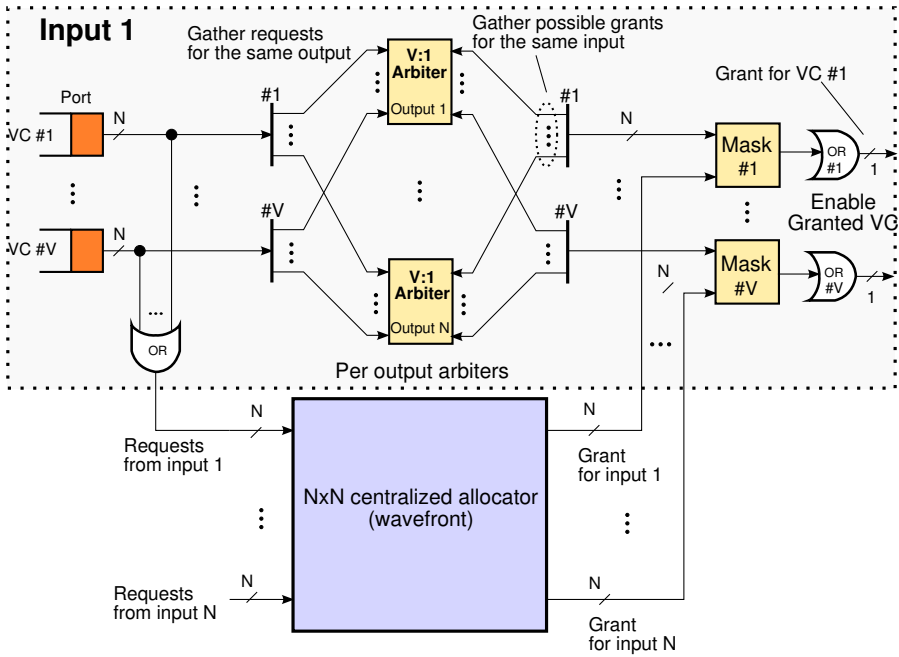 Input 1
Gather requests
for the same output
Gather possible grants
for the same input
Grant for VC #1
Port
VC #1
N
#1
V:1
Arbiter
Output 1
#1
N
Mask
#1
OR
#1
1
Enable
Granted VC
VC #V
N
#V
#V
V:1
Arbiter
Output N
N
Mask
#V
OR
#V
1
...
OR
Per output arbiters
N
Requests
from input 1
NxN centralized allocator
(wavefront)
N
Grant
for input 1
N
Requests
from input N
N
Grant
for input N